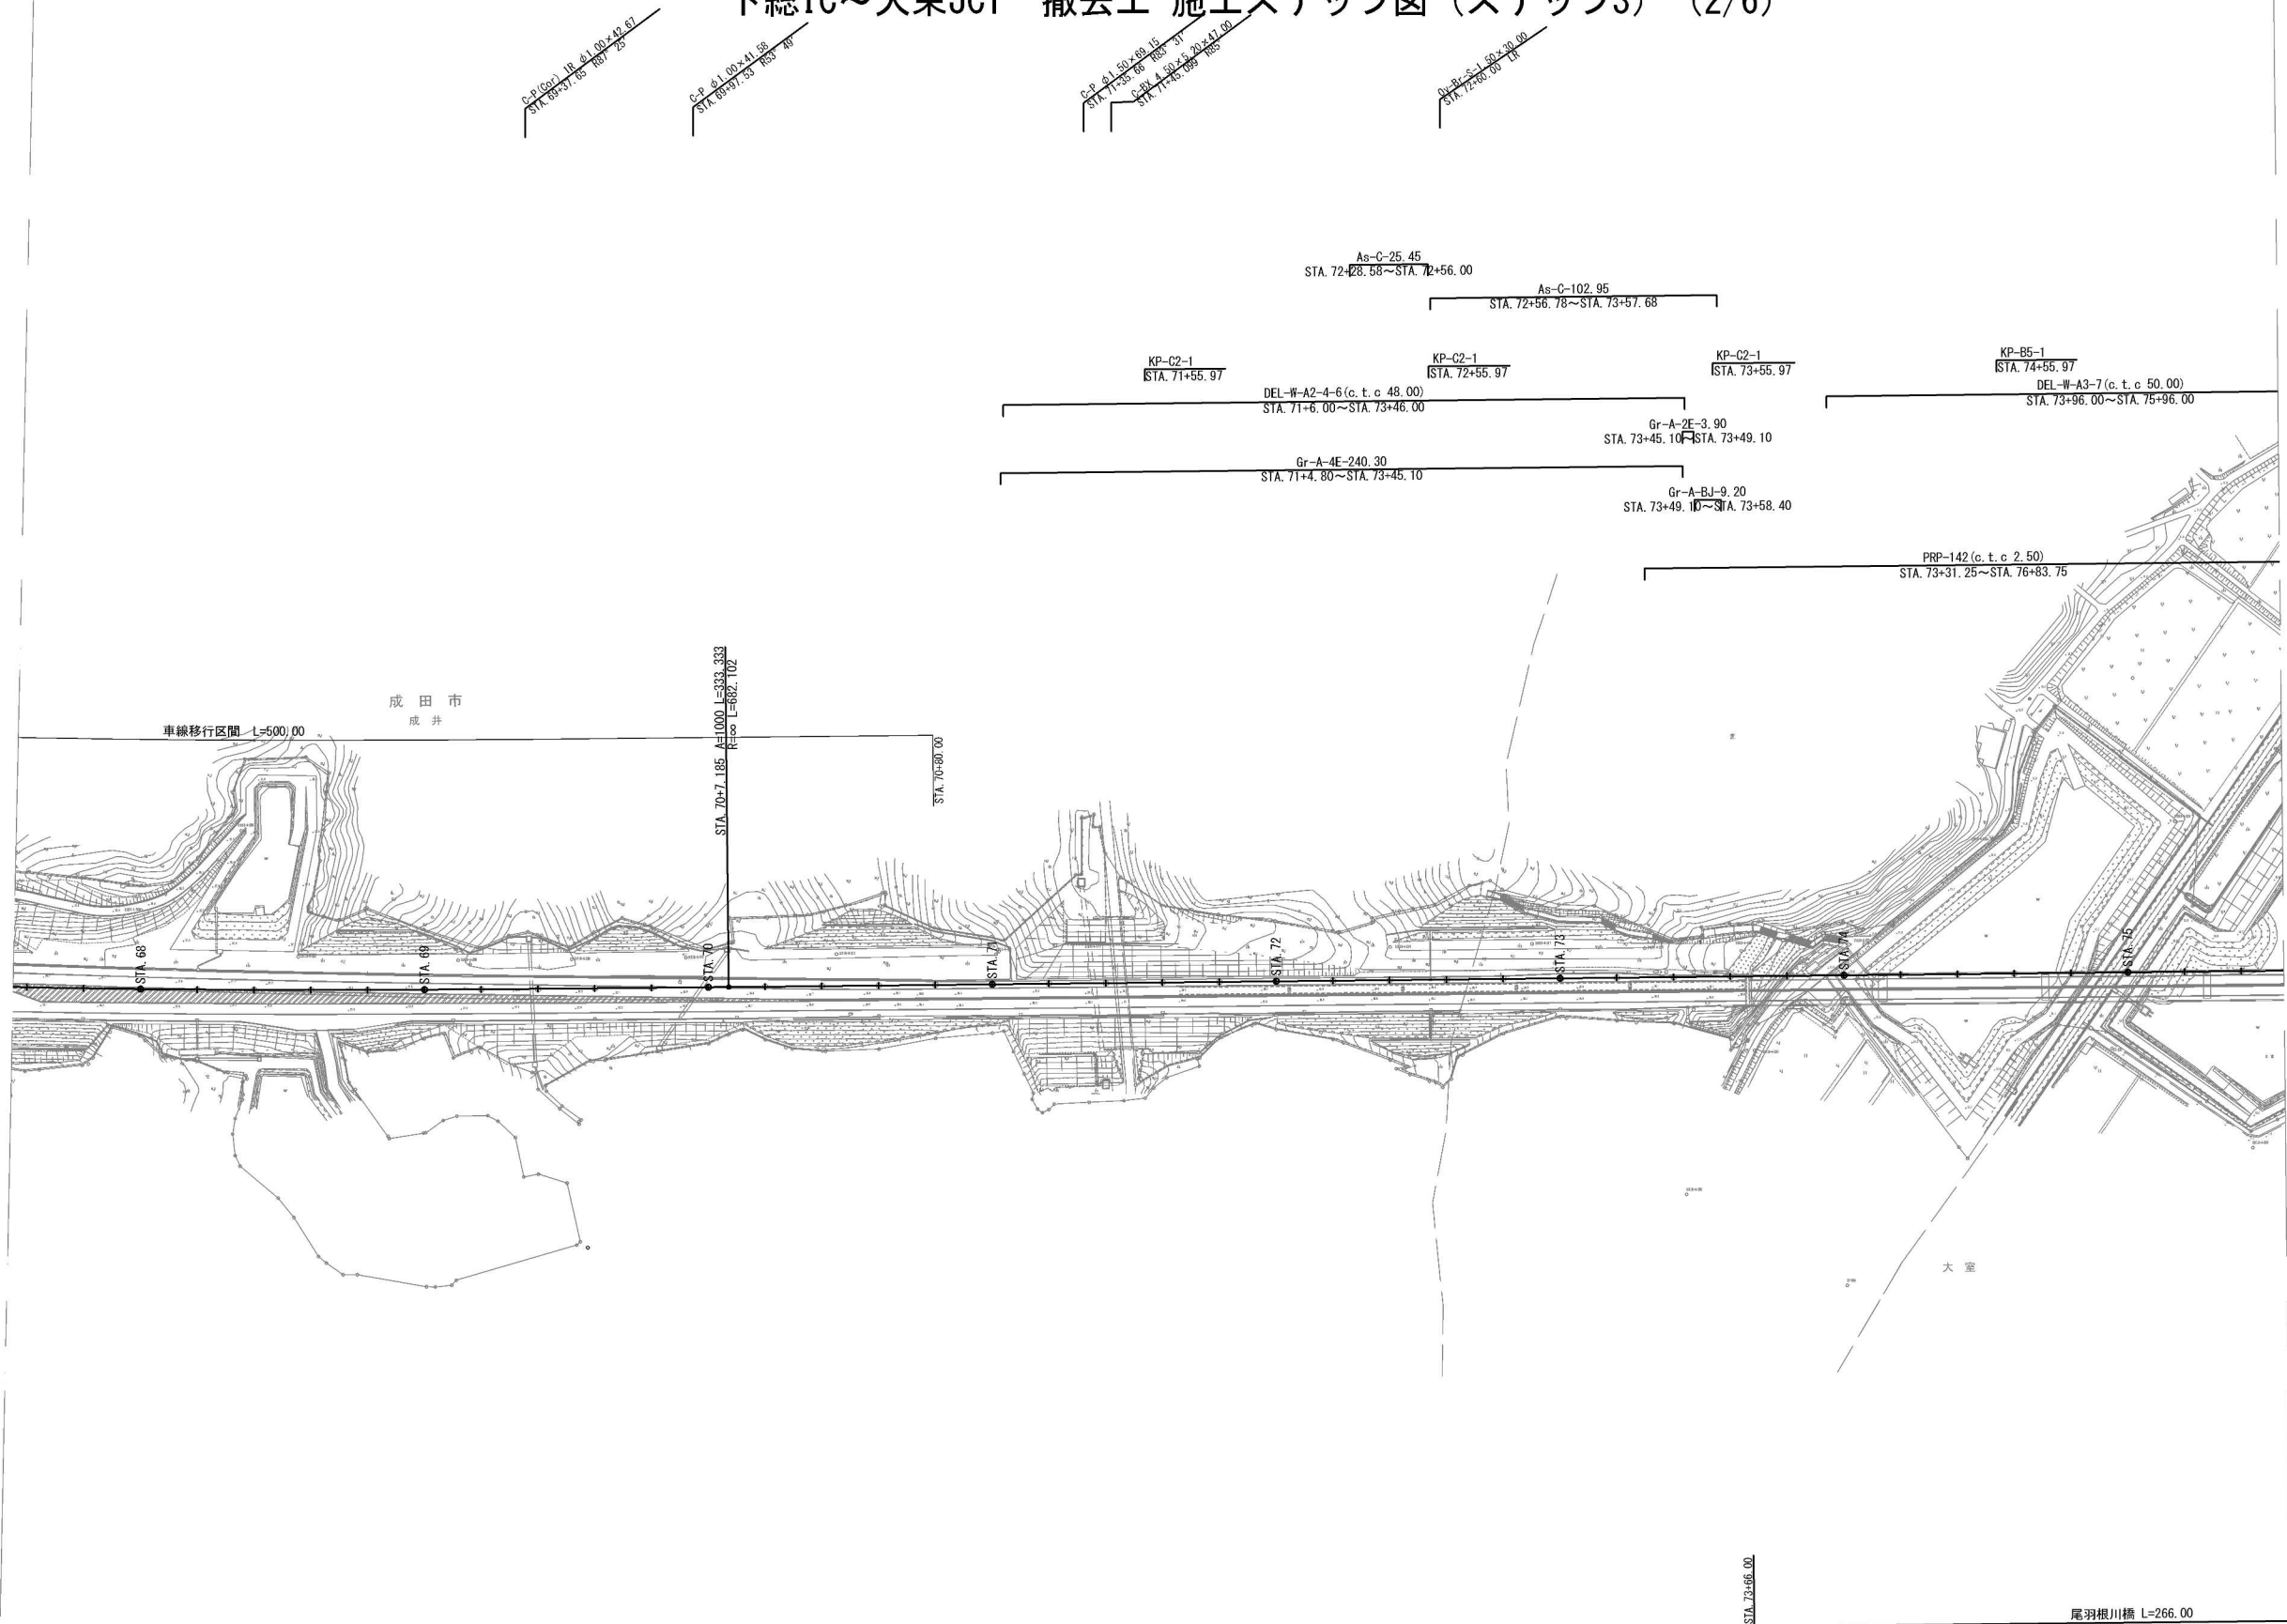 下総IC～大栄JCT 撤去工 施工ステップ図（ステップ3） （2/6）
C-P(Cor) 1R φ1.00×42.67
STA.69+37.65 R87° 25'
C-P φ1.00×41.58
STA.69+97.53 R53° 49'
C-P φ1.50×69.15
STA.71+35.66 R83° 31'
C-BX 4.50×5.20×47.00
STA.71+45.099 R85°
Ov-Br-S-1.50×30.00
STA.72+60.00 LR
As-C-25.45
STA.72+28.58～STA.72+56.00
As-C-102.95
STA.72+56.78～STA.73+57.68
KP-C2-1
STA.71+55.97
KP-C2-1
STA.72+55.97
KP-C2-1
STA.73+55.97
KP-B5-1
STA.74+55.97
DEL-W-A2-4-6(c.t.c 48.00)
STA.71+6.00～STA.73+46.00
DEL-W-A3-7(c.t.c 50.00)
STA.73+96.00～STA.75+96.00
Gr-A-2E-3.90
STA.73+45.10～STA.73+49.10
Gr-A-4E-240.30
STA.71+4.80～STA.73+45.10
Gr-A-BJ-9.20
STA.73+49.10～STA.73+58.40
PRP-142(c.t.c 2.50)
STA.73+31.25～STA.76+83.75
成田市
成井
車線移行区間 L=500.00
STA.70+7.185 A=1000 L=333.333
R=∞ L=682.102
STA.70+80.00
STA.68
STA.69
STA.70
STA.71
STA.72
STA.73
STA.74
STA.75
大室
STA.73+66.00
尾羽根川橋 L=266.00